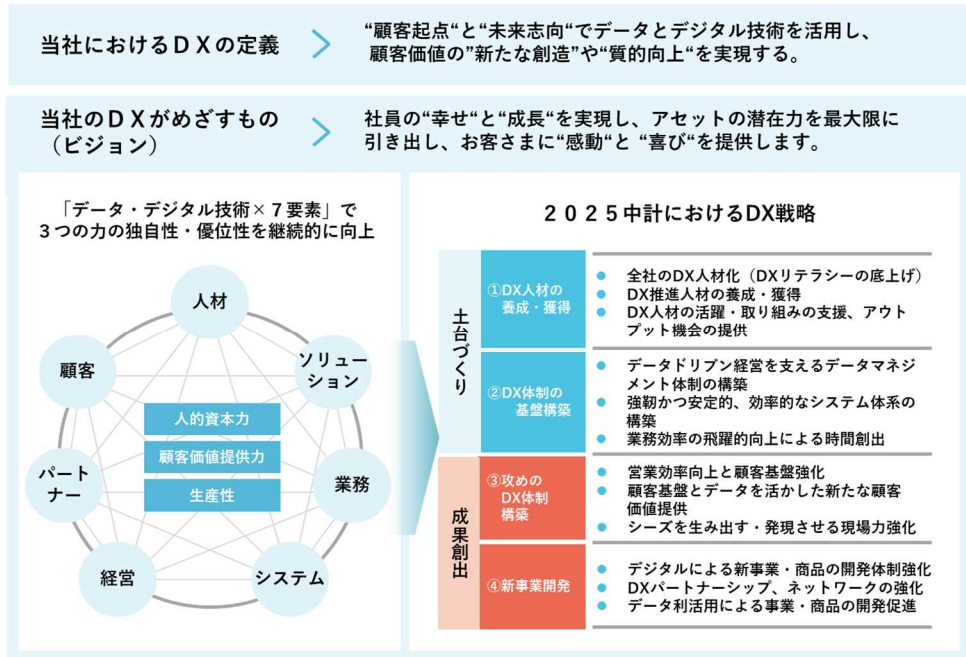 当社におけるＤＸの定義
“顧客起点“と“未来志向“でデータとデジタル技術を活用し、
顧客価値の”新たな創造”や“質的向上“を実現する。
当社のＤＸがめざすもの
（ビジョン）
社員の“幸せ“と“成長“を実現し、アセットの潜在力を最大限に
引き出し、お客さまに“感動“と “喜び“を提供します。
「データ・デジタル技術×７要素」で
３つの力の独自性・優位性を継続的に向上
人材
ソリュー
ション
業務
システム
経営
パート
ナー
顧客
人的資本力
顧客価値提供力
生産性
２０２５中計におけるDX戦略
土台づくり
①DX人材の
養成・獲得
● 全社のDX人材化（DXリテラシーの底上げ）
● DX推進人材の養成・獲得
● DX人材の活躍・取り組みの支援、アウト
プット機会の提供
②DX体制の
基盤構築
● データドリブン経営を支えるデータマネジ
メント体制の構築
● 強靭かつ安定的、効率的なシステム体系の
構築
● 業務効率の飛躍的向上による時間創出
成果創出
③攻めの
DX体制
構築
● 営業効率向上と顧客基盤強化
● 顧客基盤とデータを活かした新たな顧客
価値提供
● シーズを生み出す・発現させる現場力強化
④新事業開発
● デジタルによる新事業・商品の開発体制強化
● DXパートナーシップ、ネットワークの強化
● データ利活用による事業・商品の開発促進